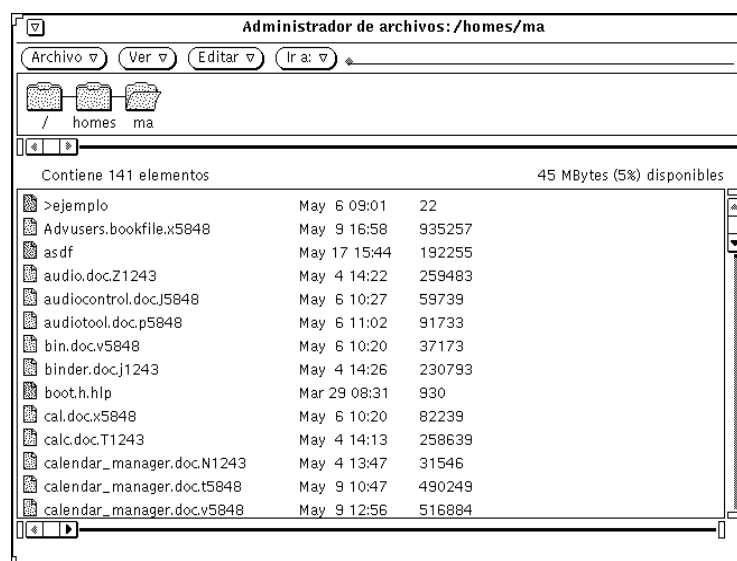 Administrador de archivos: /homes/ma
Archivo Ver Editar Ir a:
/ homes ma
Contiene 141 elementos 45 MBytes (5%) disponibles
>ejemplo May 6 09:01 22
Advusers.bookfile.x5848 May 9 16:58 935257
asdf May 17 15:44 192255
audio.doc.Z1243 May 4 14:22 259483
audiocontrol.doc.J5848 May 6 10:27 59739
audiotool.doc.p5848 May 6 11:02 91733
bin.doc.v5848 May 6 10:20 37173
binder.doc.j1243 May 4 14:26 230793
boot.h.hlp Mar 29 08:31 930
cal.doc.x5848 May 6 10:20 82239
calc.doc.T1243 May 4 14:13 258639
calendar_manager.doc.N1243 May 4 13:47 31546
calendar_manager.doc.t5848 May 9 10:47 490249
calendar_manager.doc.v5848 May 9 12:56 516884